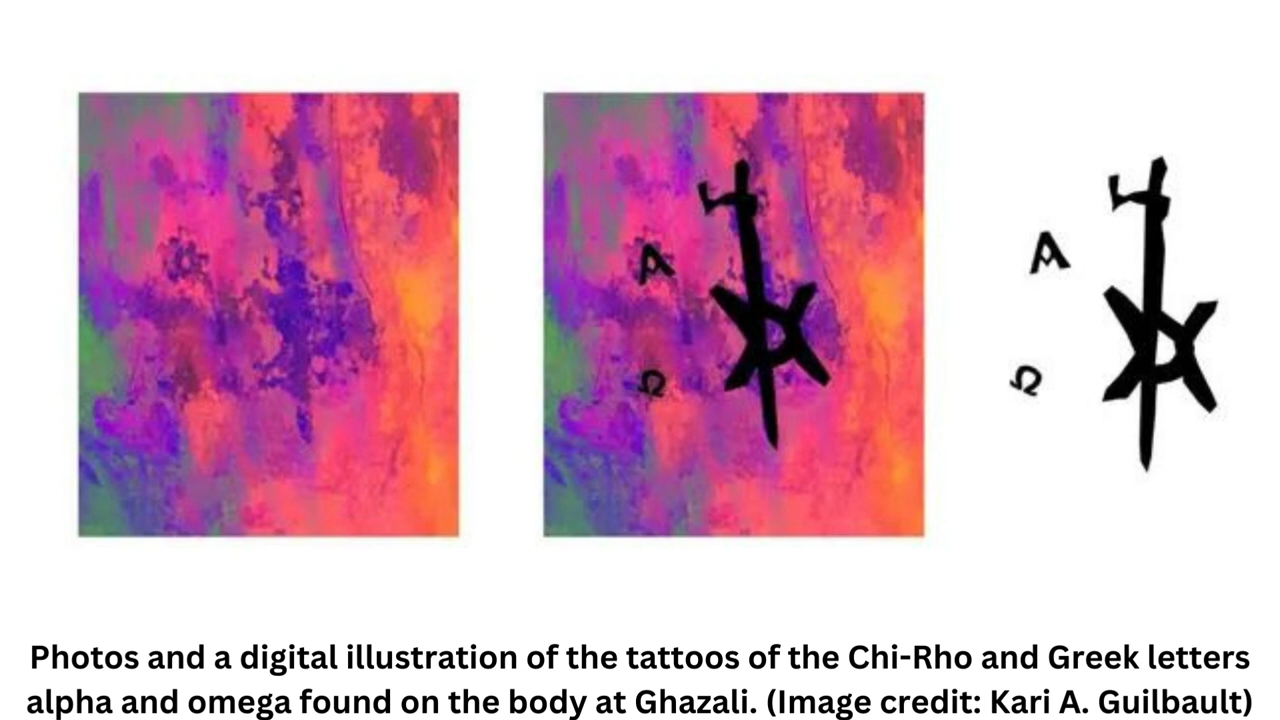 Α
Ω
Α
Ω
Photos and a digital illustration of the tattoos of the Chi-Rho and Greek letters
alpha and omega found on the body at Ghazali. (Image credit: Kari A. Guilbault)